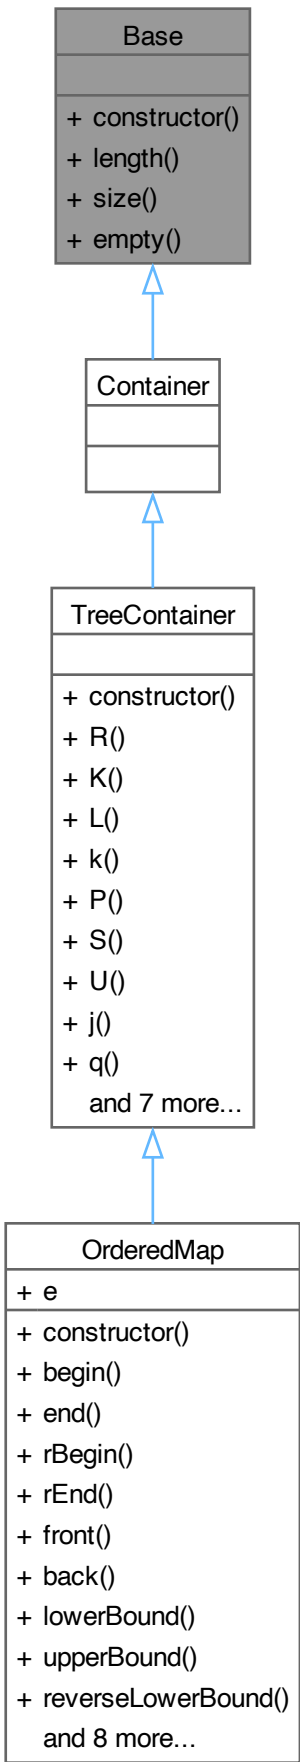 Base
+ constructor()
+ length()
+ size()
+ empty()
Container
TreeContainer
+ constructor()
+ R()
+ K()
+ L()
+ k()
+ P()
+ S()
+ U()
+ j()
+ q()
and 7 more...
OrderedMap
+ e
+ constructor()
+ begin()
+ end()
+ rBegin()
+ rEnd()
+ front()
+ back()
+ lowerBound()
+ upperBound()
+ reverseLowerBound()
and 8 more...